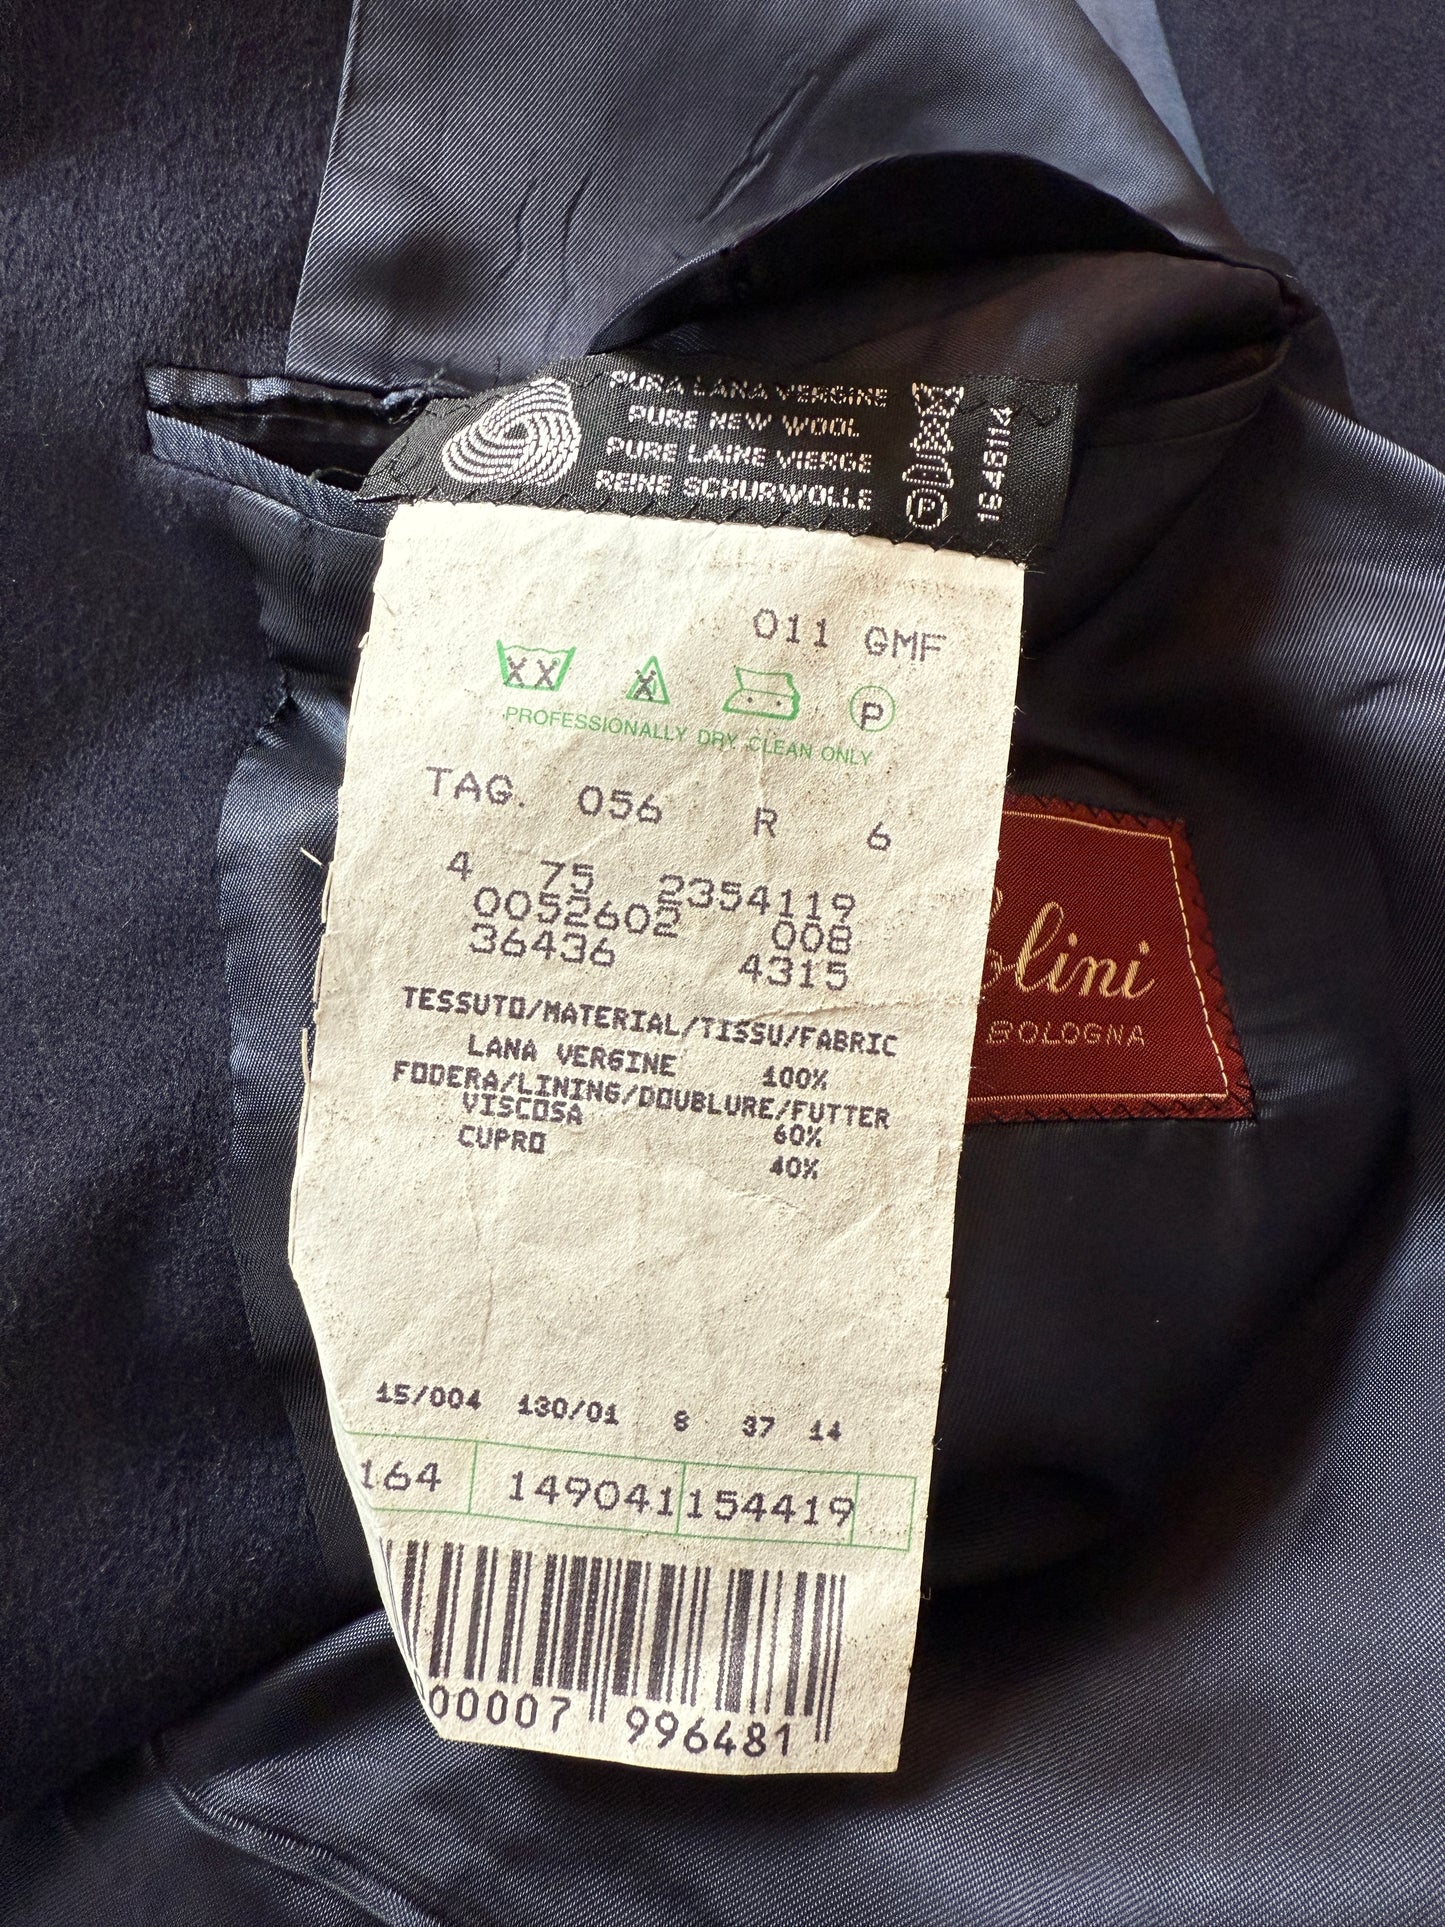 PURA LANA VERGINE
PURE NEW WOOL
PURE LAINE VIERGE
REINE SCHURWOLLE
P
1646114
011 GMF
XX X P
PROFESSIONALLY DRY CLEAN ONLY
TAG. 056 R 6
4 75 2354119
0052602 008
36436 4315
TESSUTO/MATERIAL/TISSU/FABRIC
LANA VERGINE 100%
FODERA/LINING/DOUBLURE/FUTTER
VISCOSA 60%
CUPRO 40%
15/004 130/01 8 37 14
164 149041 154419
00007 996481
lini
BOLOGNA